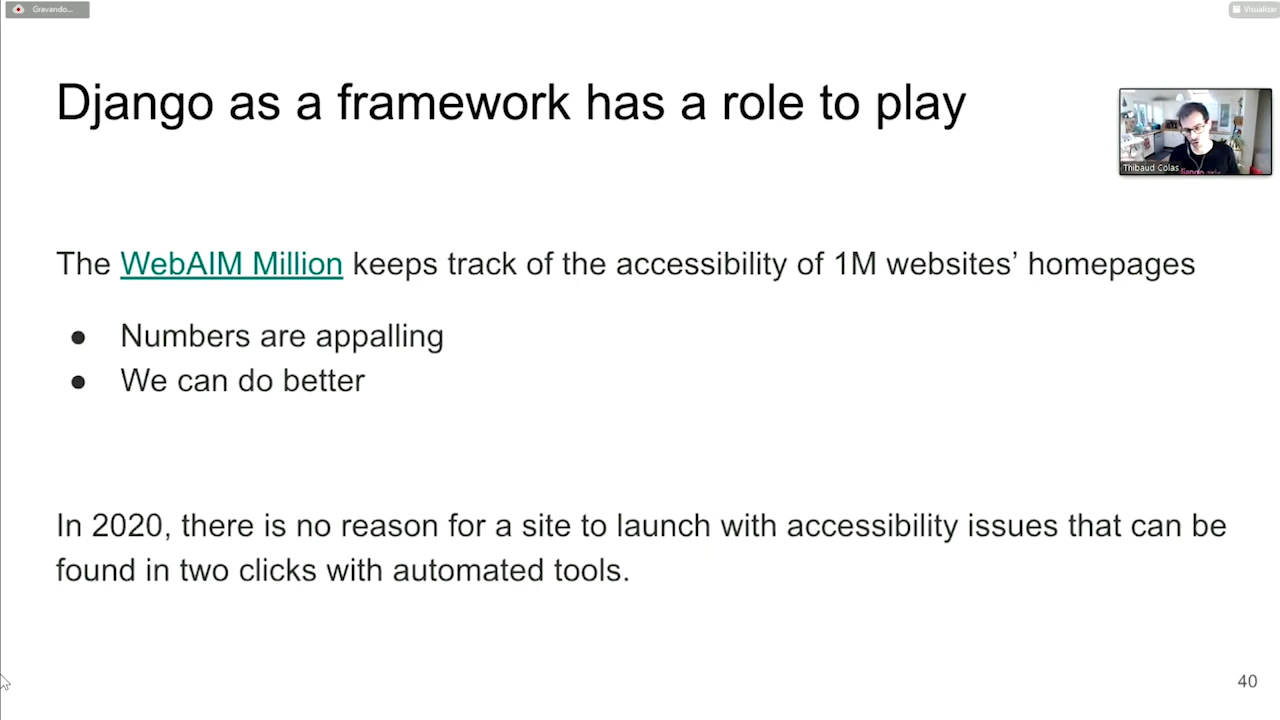 Gravando...
Visualizar
Django as a framework has a role to play
Thibaud Colas
The WebAIM Million keeps track of the accessibility of 1M websites’ homepages
● Numbers are appalling
● We can do better
In 2020, there is no reason for a site to launch with accessibility issues that can be
found in two clicks with automated tools.
40